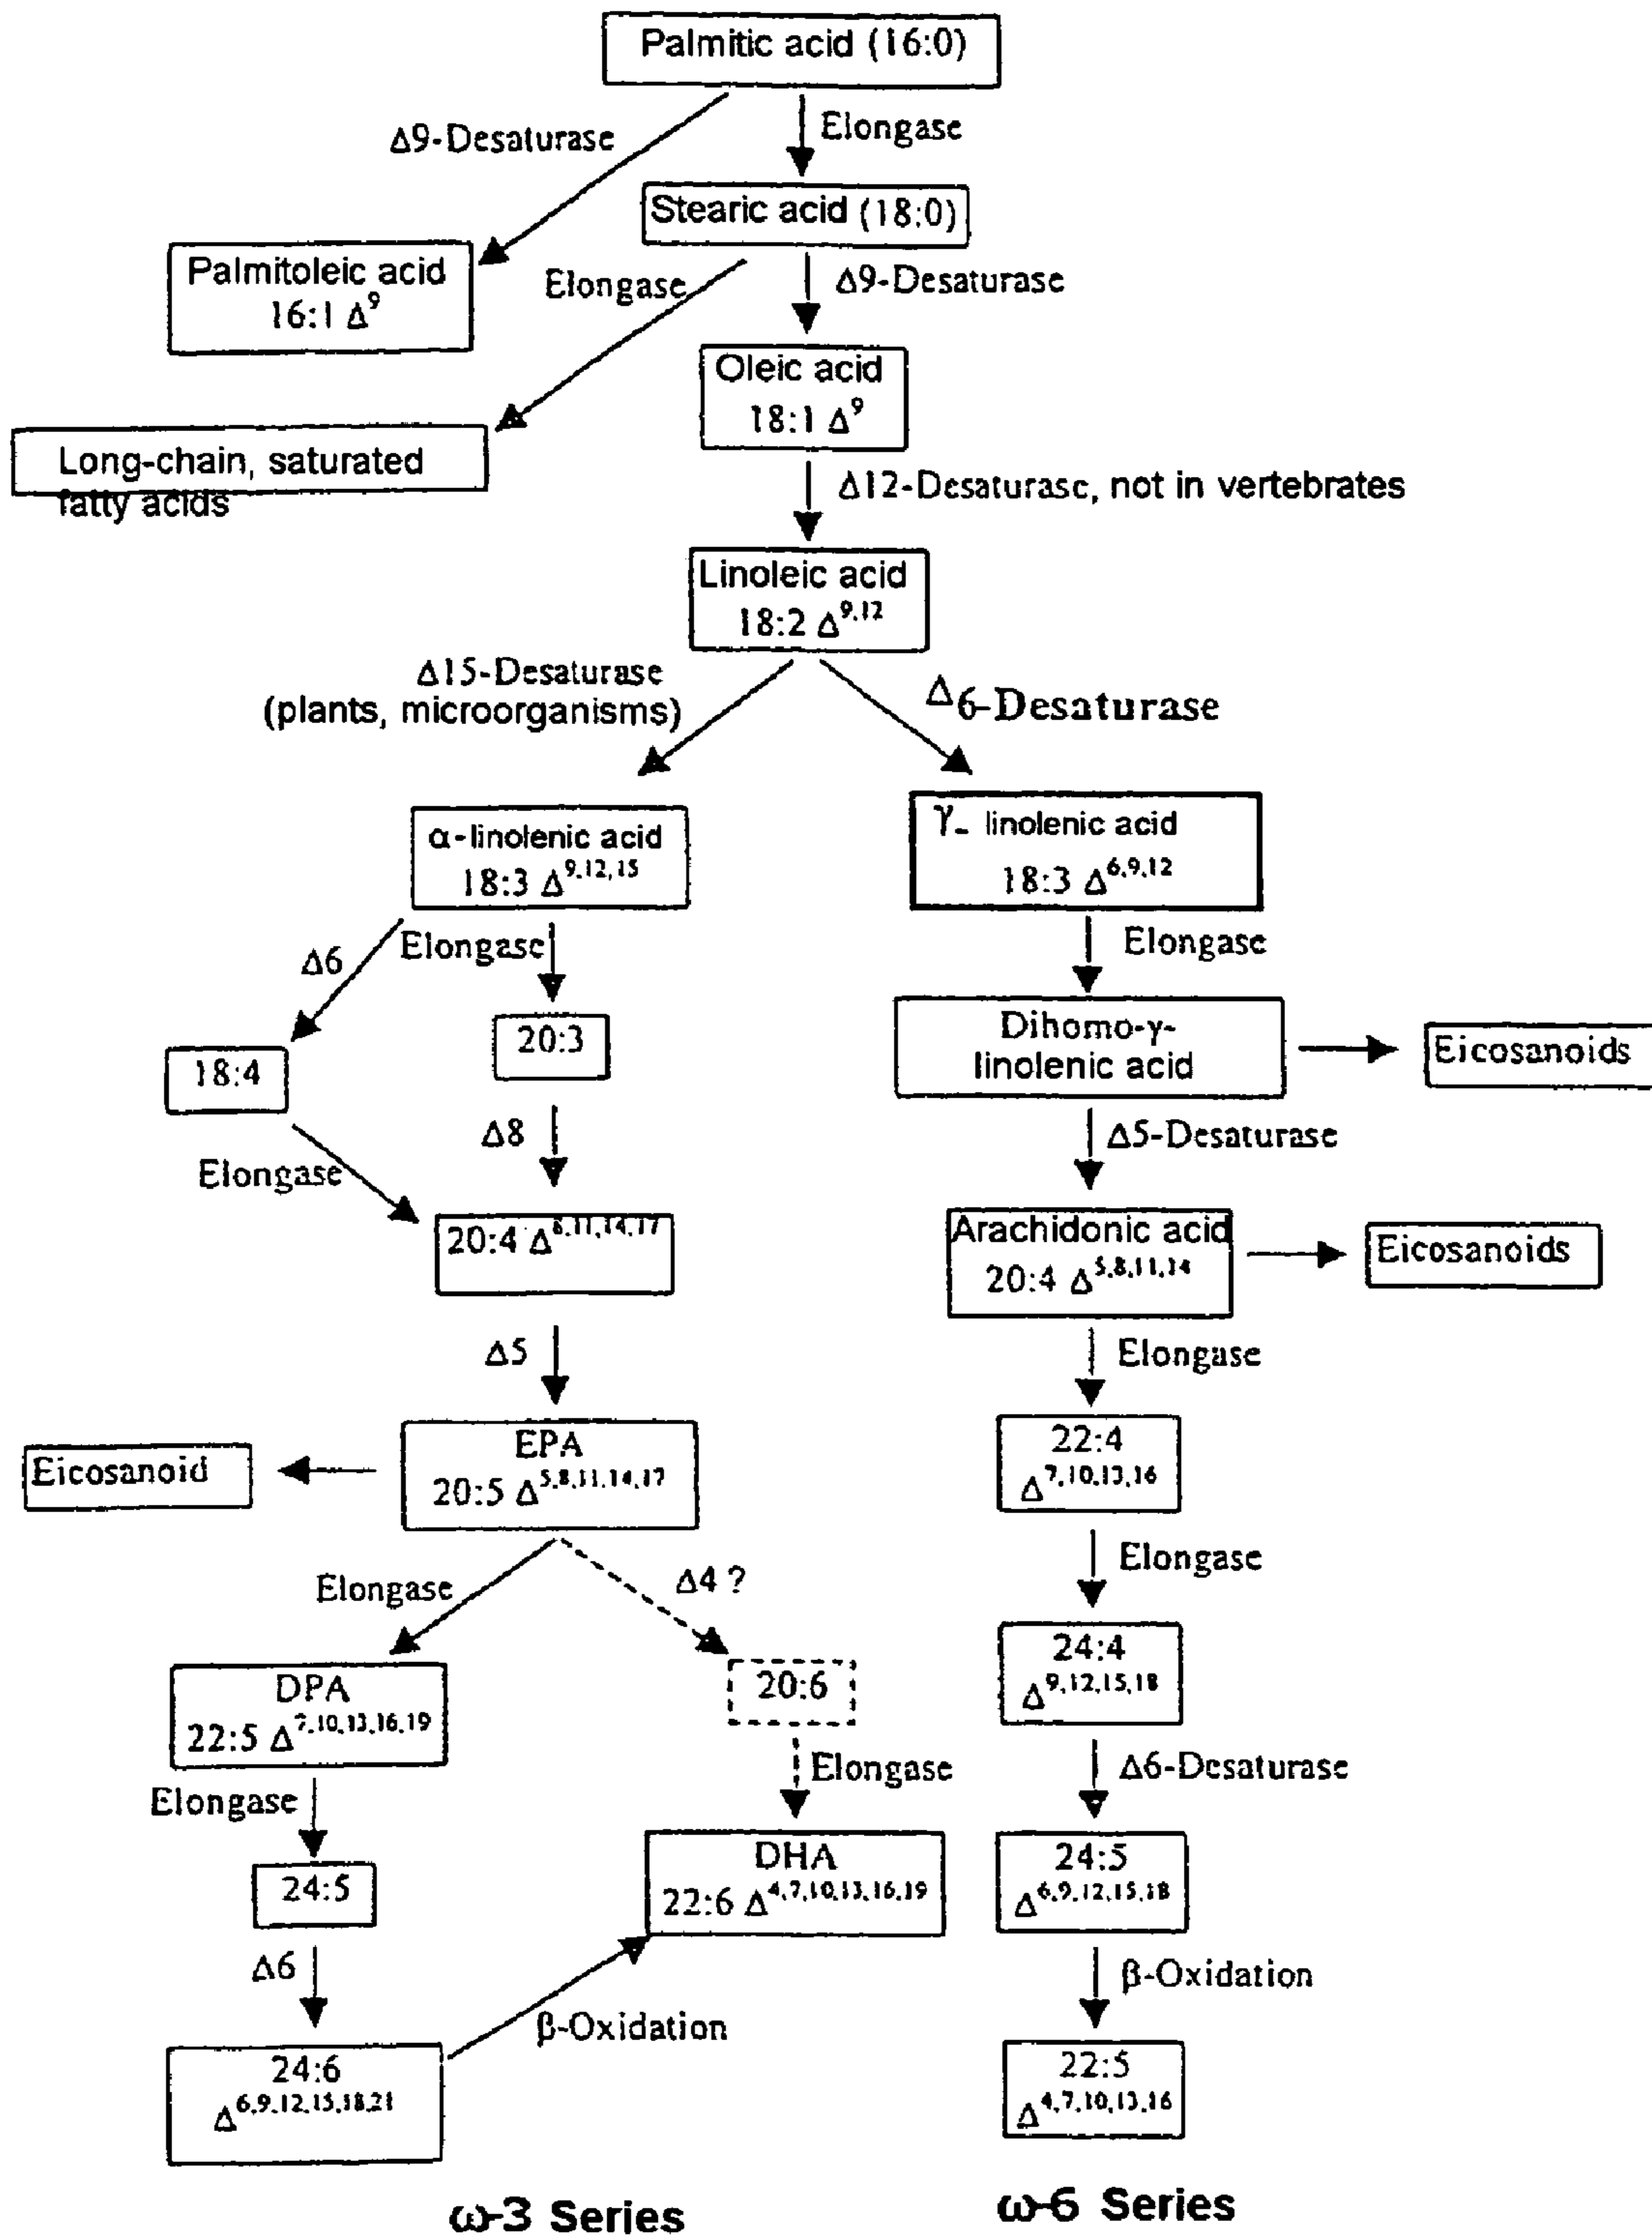 Palmitic acid (16:0)
Δ9-Desaturase
Elongase
Stearic acid (18:0)
Palmitoleic acid
16:1 Δ9
Elongase
Δ9-Desaturase
Oleic acid
18:1 Δ9
Long-chain, saturated
fatty acids
Δ12-Desaturase, not in vertebrates
Linoleic acid
18:2 Δ9,12
Δ15-Desaturase
(plants, microorganisms)
Δ6-Desaturase
α-linolenic acid
18:3 Δ9,12,15
γ- linolenic acid
18:3 Δ6,9,12
Δ6
Elongase
Elongase
18:4
20:3
Dihomo-γ-
linolenic acid
Eicosanoids
Elongase
Δ8
Δ5-Desaturase
20:4 Δ8,11,14,17
Arachidonic acid
20:4 Δ5,8,11,14
Eicosanoids
Δ5
Elongase
Eicosanoid
EPA
20:5 Δ5,8,11,14,17
22:4
Δ7,10,13,16
Elongase
Δ4 ?
Elongase
DPA
22:5 Δ7,10,13,16,19
20:6
24:4
Δ9,12,15,18
Elongase
Elongase
Δ6-Desaturase
24:5
DHA
22:6 Δ4,7,10,13,16,19
24:5
Δ6,9,12,15,18
Δ6
β-Oxidation
β-Oxidation
24:6
Δ6,9,12,15,18,21
22:5
Δ4,7,10,13,16
ω-3 Series
ω-6 Series